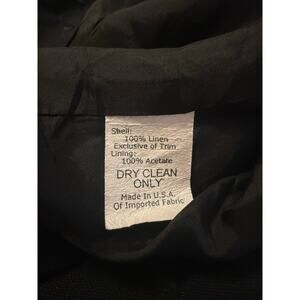 Shell:
100% Linen
Exclusive of Trim
Lining:
100% Acetate
DRY CLEAN
ONLY
Made In U.S.A.
Of Imported Fabric